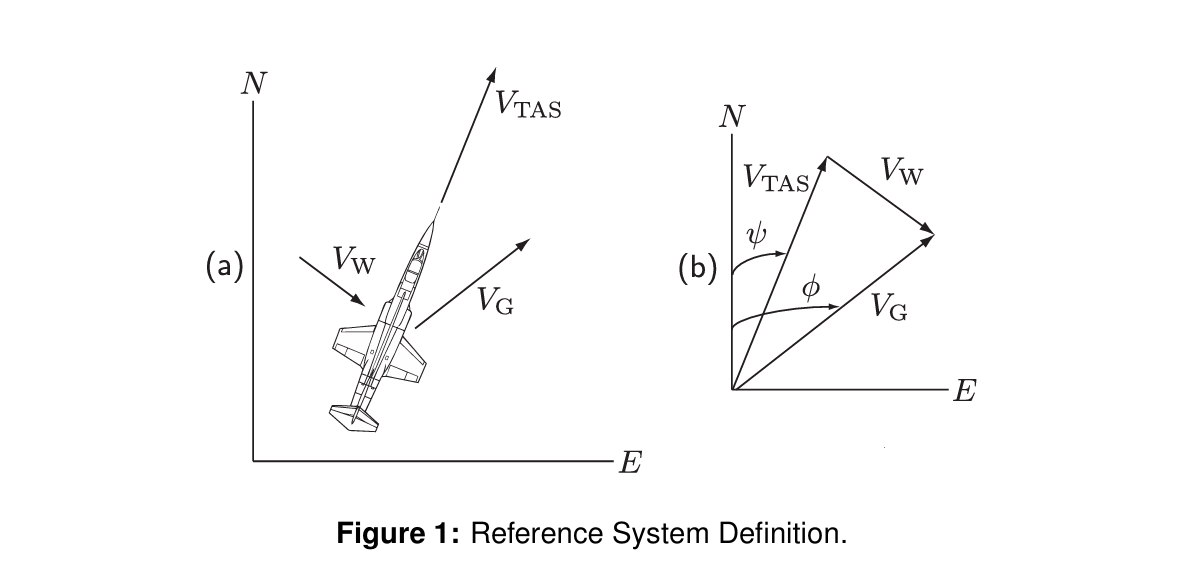 N
V_TAS
(a)
V_W
V_G
E
N
V_TAS
V_W
ψ
(b)
ϕ
V_G
E
Figure 1: Reference System Definition.